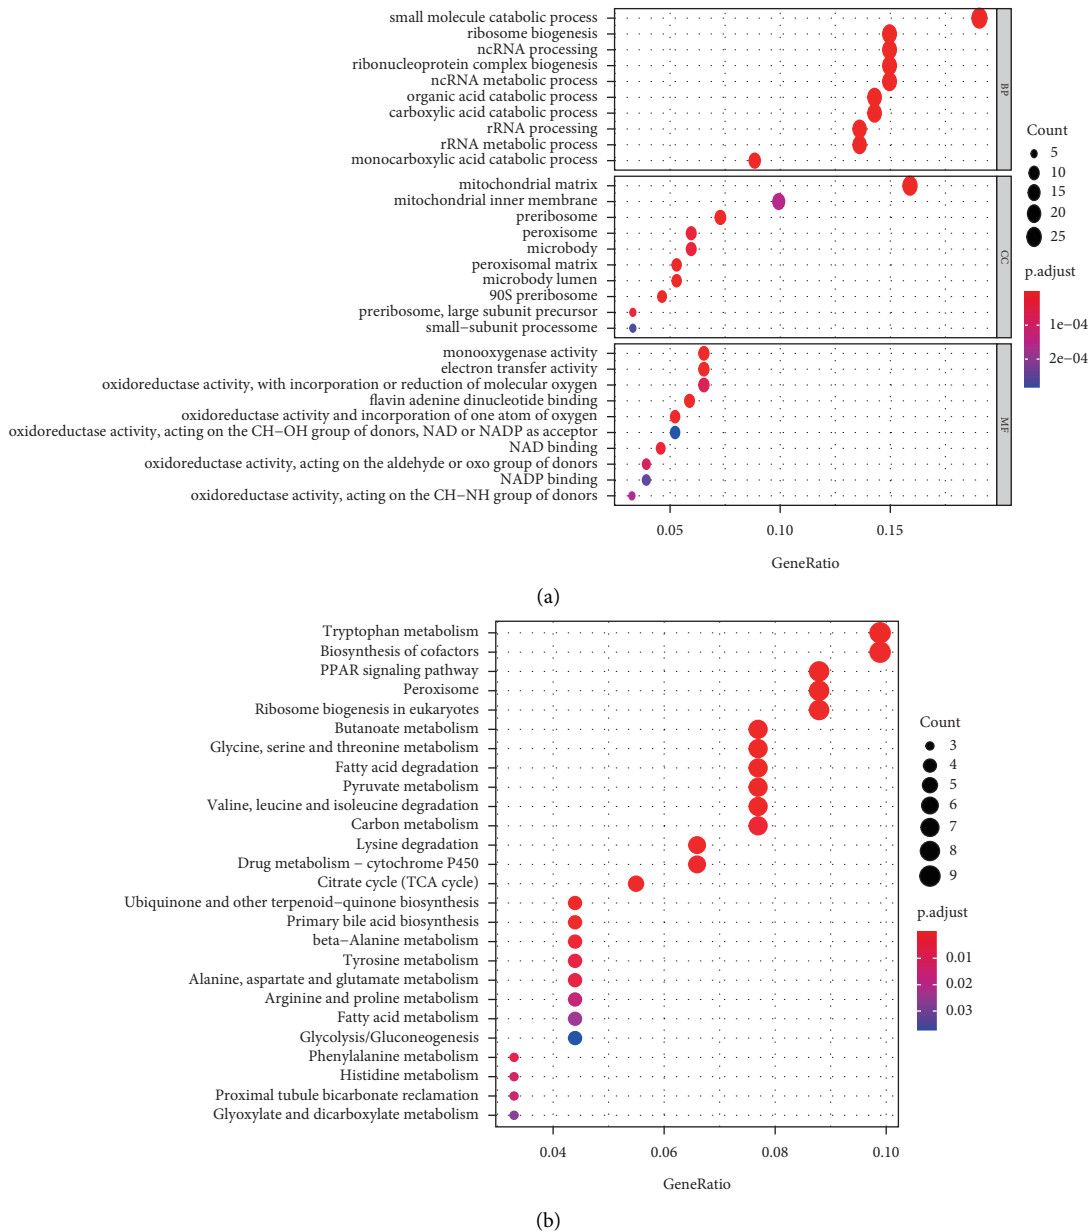 small molecule catabolic process
ribosome biogenesis
ncRNA processing
ribonucleoprotein complex biogenesis
ncRNA metabolic process
organic acid catabolic process
carboxylic acid catabolic process
rRNA processing
rRNA metabolic process
monocarboxylic acid catabolic process
BP
mitochondrial matrix
mitochondrial inner membrane
preribosome
peroxisome
microbody
peroxisomal matrix
microbody lumen
90S preribosome
preribosome, large subunit precursor
small−subunit processome
CC
monooxygenase activity
electron transfer activity
oxidoreductase activity, with incorporation or reduction of molecular oxygen
flavin adenine dinucleotide binding
oxidoreductase activity and incorporation of one atom of oxygen
oxidoreductase activity, acting on the CH−OH group of donors, NAD or NADP as acceptor
NAD binding
oxidoreductase activity, acting on the aldehyde or oxo group of donors
NADP binding
oxidoreductase activity, acting on the CH−NH group of donors
MF
0.05 0.10 0.15
GeneRatio
Count
5
10
15
20
25
p.adjust
1e−04
2e−04
(a)
Tryptophan metabolism
Biosynthesis of cofactors
PPAR signaling pathway
Peroxisome
Ribosome biogenesis in eukaryotes
Butanoate metabolism
Glycine, serine and threonine metabolism
Fatty acid degradation
Pyruvate metabolism
Valine, leucine and isoleucine degradation
Carbon metabolism
Lysine degradation
Drug metabolism − cytochrome P450
Citrate cycle (TCA cycle)
Ubiquinone and other terpenoid−quinone biosynthesis
Primary bile acid biosynthesis
beta−Alanine metabolism
Tyrosine metabolism
Alanine, aspartate and glutamate metabolism
Arginine and proline metabolism
Fatty acid metabolism
Glycolysis/Gluconeogenesis
Phenylalanine metabolism
Histidine metabolism
Proximal tubule bicarbonate reclamation
Glyoxylate and dicarboxylate metabolism
0.04 0.06 0.08 0.10
GeneRatio
Count
3
4
5
6
7
8
9
p.adjust
0.01
0.02
0.03
(b)